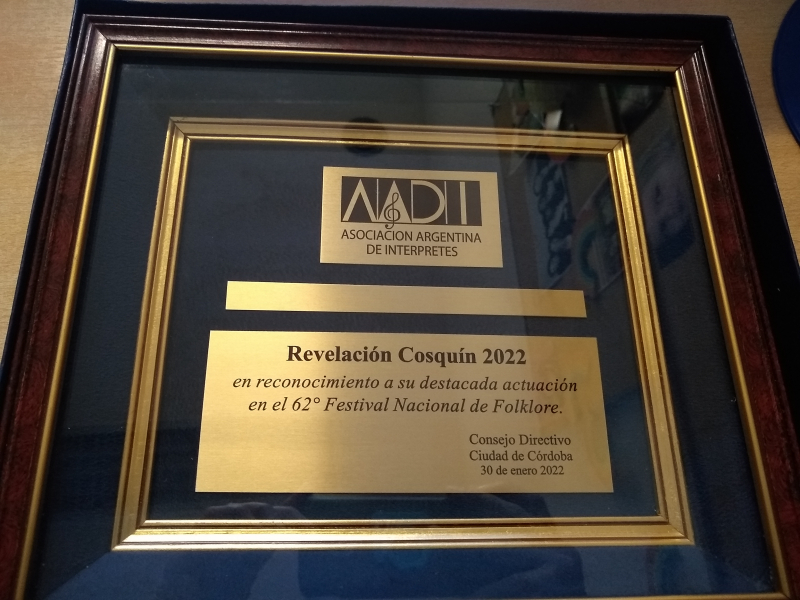 AADI
ASOCIACION ARGENTINA
DE INTERPRETES
Revelación Cosquín 2022
en reconocimiento a su destacada actuación
en el 62° Festival Nacional de Folklore.
Consejo Directivo
Ciudad de Córdoba
30 de enero 2022